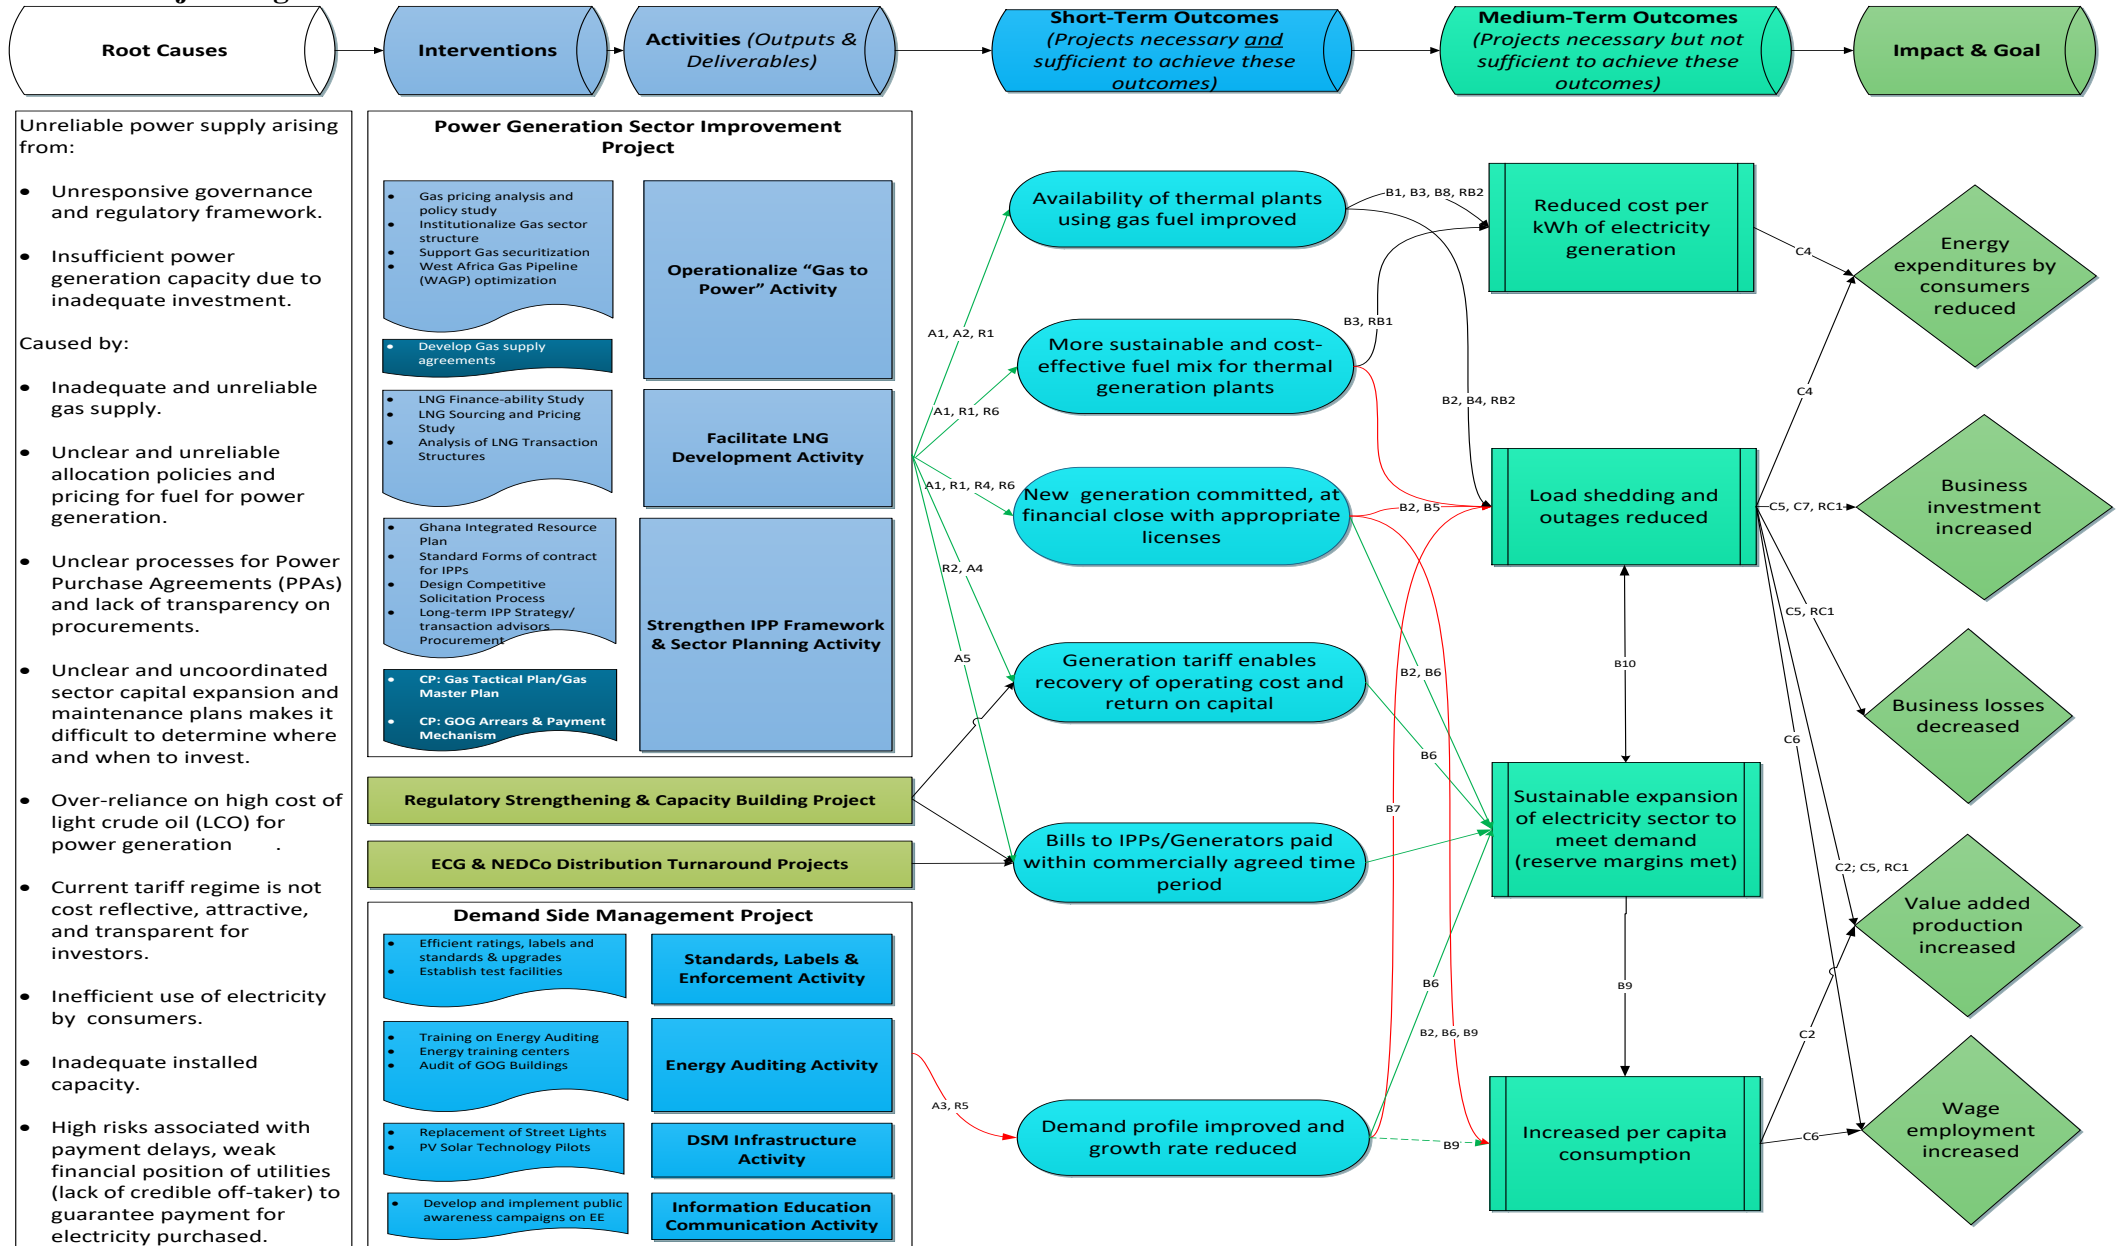 Root Causes
Interventions
Activities (Outputs &
Deliverables)
Short-Term Outcomes
(Projects necessary and
sufficient to achieve these
outcomes)
Medium-Term Outcomes
(Projects necessary but not
sufficient to achieve these
outcomes)
Impact & Goal
Unreliable power supply arising
from:
• Unresponsive governance
and regulatory framework.
• Insufficient power
generation capacity due to
inadequate investment.
Caused by:
• Inadequate and unreliable
gas supply.
• Unclear and unreliable
allocation policies and
pricing for fuel for power
generation.
• Unclear processes for Power
Purchase Agreements (PPAs)
and lack of transparency on
procurements.
• Unclear and uncoordinated
sector capital expansion and
maintenance plans makes it
difficult to determine where
and when to invest.
• Over-reliance on high cost of
light crude oil (LCO) for
power generation .
• Current tariff regime is not
cost reflective, attractive,
and transparent for
investors.
• Inefficient use of electricity
by consumers.
• Inadequate installed
capacity.
• High risks associated with
payment delays, weak
financial position of utilities
(lack of credible off-taker) to
guarantee payment for
electricity purchased.
Power Generation Sector Improvement
Project
• Gas pricing analysis and
policy study
• Institutionalize Gas sector
structure
• Support Gas securitization
• West Africa Gas Pipeline
(WAGP) optimization
• Develop Gas supply
agreements
Operationalize “Gas to
Power” Activity
• LNG Finance-ability Study
• LNG Sourcing and Pricing
Study
• Analysis of LNG Transaction
Structures
Facilitate LNG
Development Activity
• Ghana Integrated Resource
Plan
• Standard Forms of contract
for IPPs
• Design Competitive
Solicitation Process
• Long-term IPP Strategy/
transaction advisors
Procurement
• CP: Gas Tactical Plan/Gas
Master Plan
• CP: GOG Arrears & Payment
Mechanism
Strengthen IPP Framework
& Sector Planning Activity
Regulatory Strengthening & Capacity Building Project
ECG & NEDCo Distribution Turnaround Projects
Demand Side Management Project
• Efficient ratings, labels and
standards & upgrades
• Establish test facilities
Standards, Labels &
Enforcement Activity
• Training on Energy Auditing
• Energy training centers
• Audit of GOG Buildings
Energy Auditing Activity
• Replacement of Street Lights
• PV Solar Technology Pilots
DSM Infrastructure
Activity
• Develop and implement public
awareness campaigns on EE
Information Education
Communication Activity
A1, A2, R1
A1, R1, R6
A1, R1, R4, R6
R2, A4
A5
A3, R5
Availability of thermal plants
using gas fuel improved
More sustainable and cost-
effective fuel mix for thermal
generation plants
New generation committed, at
financial close with appropriate
licenses
Generation tariff enables
recovery of operating cost and
return on capital
Bills to IPPs/Generators paid
within commercially agreed time
period
Demand profile improved and
growth rate reduced
B1, B3, B8, RB2
B3, RB1
B2, B4, RB2
B2, B5
B2, B6
B6
B7
B6
B2, B6, B9
B9
Reduced cost per
kWh of electricity
generation
Load shedding and
outages reduced
B10
Sustainable expansion
of electricity sector to
meet demand
(reserve margins met)
B9
Increased per capita
consumption
C4
C4
C5, C7, RC1
C5, RC1
C6
C2; C5, RC1
C2
C6
Energy
expenditures by
consumers
reduced
Business
investment
increased
Business losses
decreased
Value added
production
increased
Wage
employment
increased